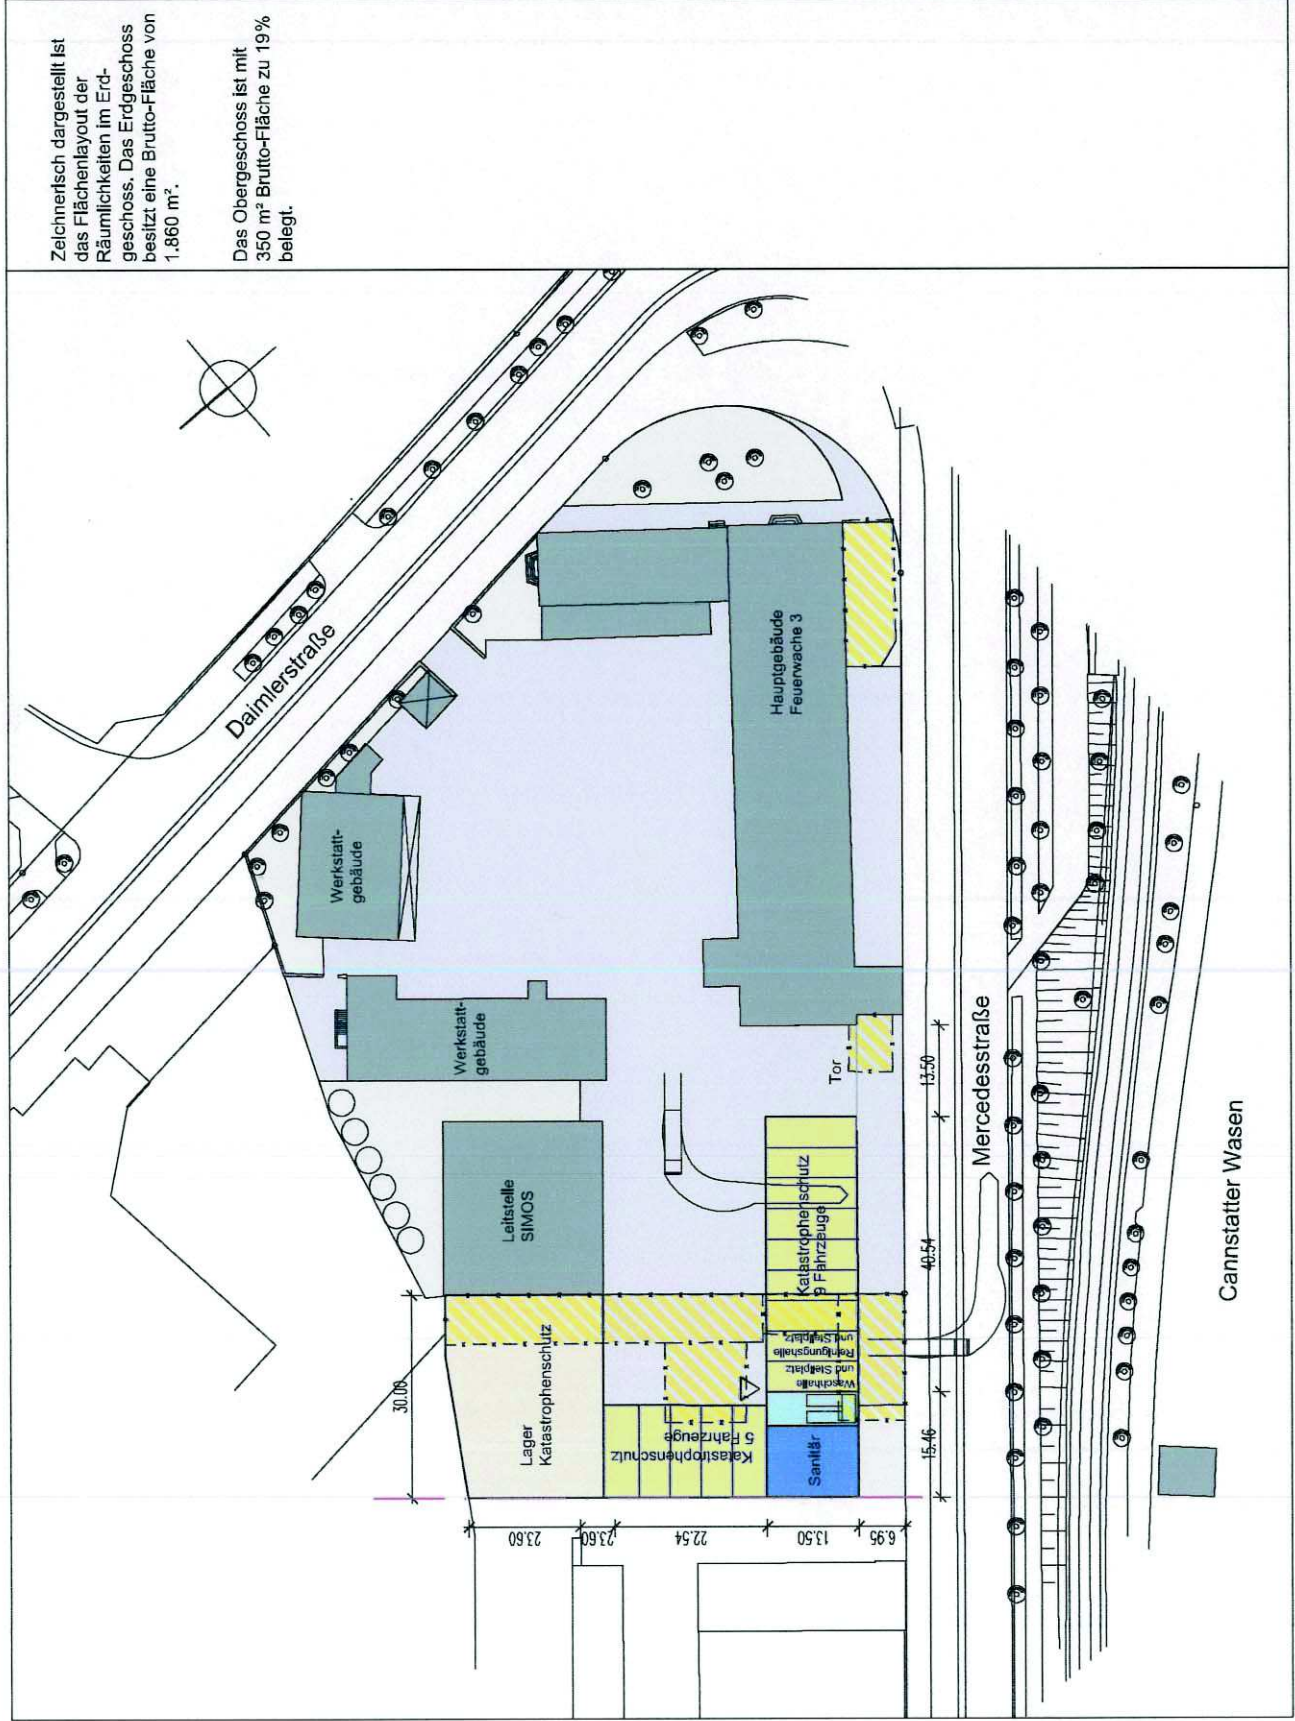 Zeichnerisch dargestellt ist
das Flächenlayout der
Räumlichkeiten im Erd-
geschoss. Das Erdgeschoss
besitzt eine Brutto-Fläche von
1.860 m².
Das Obergeschoss ist mit
350 m² Brutto-Fläche zu 19%
belegt.
Daimlerstraße
Werkstatt-
gebäude
Werkstatt-
gebäude
Leitstelle
SIMOS
Hauptgebäude
Feuerwache 3
Tor
Lager
Katastrophenschutz
Katastrophenschutz
5 Fahrzeuge
Katastrophenschutz
9 Fahrzeuge
Waschhalle
und Stellplatz
Reinigungshalle
und Stellplatz
Sanitär
30.00
23.60
23.60
22.54
13.50
6.95
15.46
40.54
13.50
Mercedesstraße
Cannstatter Wasen